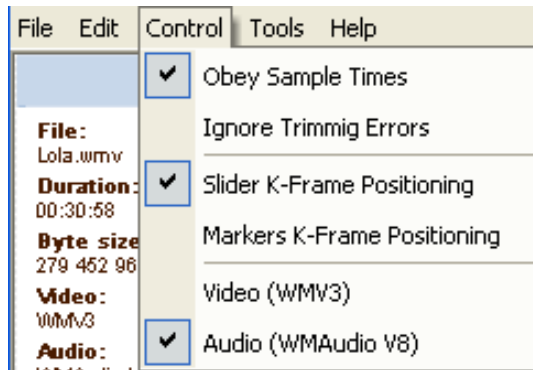 File Edit Control Tools Help
Obey Sample Times
Ignore Trimmig Errors
File:
Lola.wmv
Slider K-Frame Positioning
Duration:
00:30:58
Markers K-Frame Positioning
Byte size
279 452 96
Video (WMV3)
Video:
WMV3
Audio (WMAudio V8)
Audio: